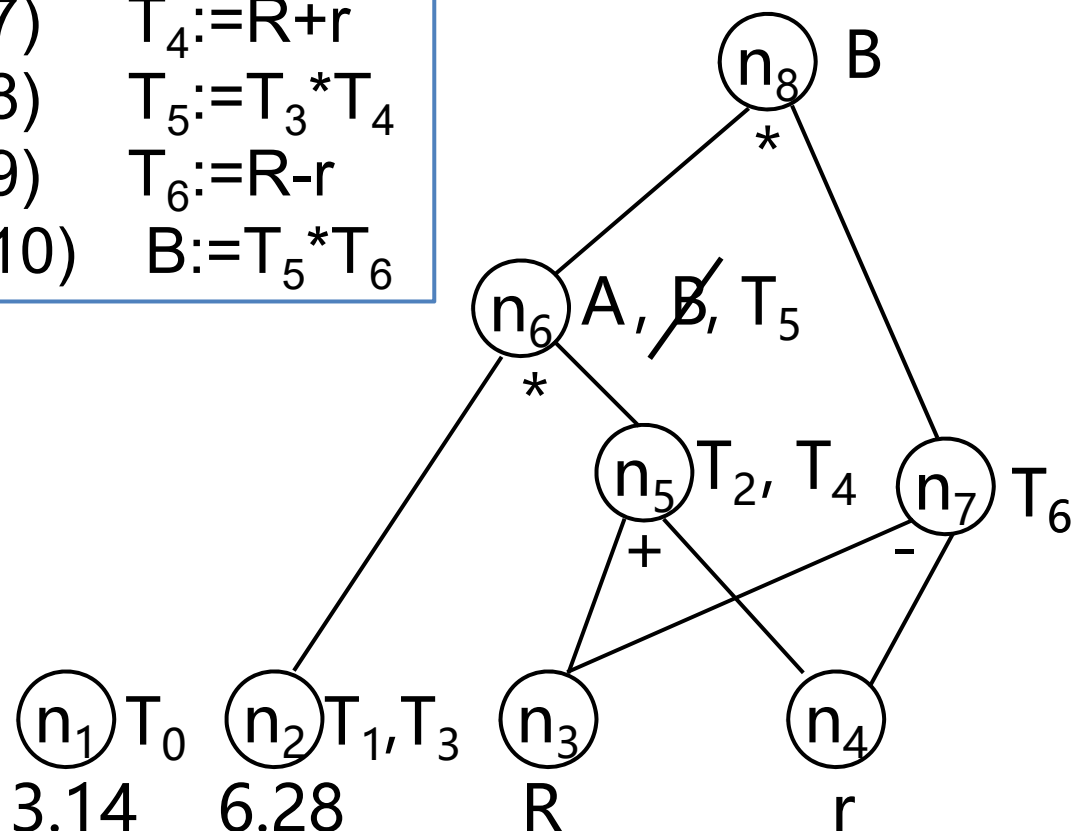 7) T₄:=R+r
8) T₅:=T₃*T₄
9) T₆:=R-r
10) B:=T₅*T₆
n₈ B
*
n₆ A, B, T₅
*
n₅ T₂, T₄
n₇ T₆
+ -
n₁ T₀ n₂ T₁,T₃ n₃ n₄
3.14 6.28 R r